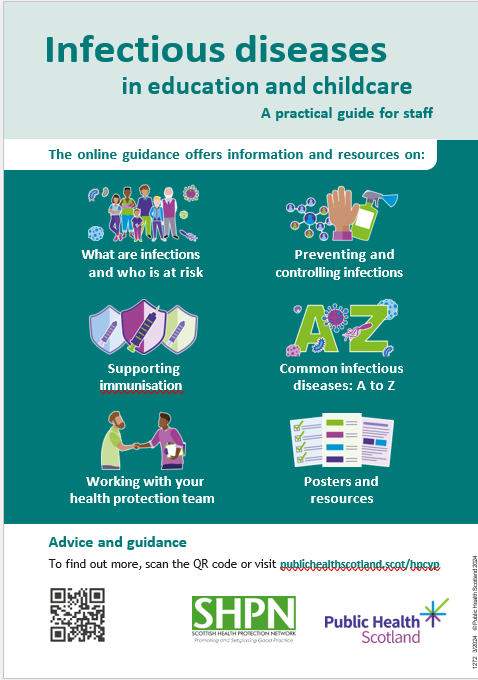 Infectious diseases
in education and childcare
A practical guide for staff
The online guidance offers information and resources on:
What are infections
and who is at risk
Preventing and
controlling infections
Supporting
immunisation
A Z
Common infectious
diseases: A to Z
Working with your
health protection team
Posters and
resources
Advice and guidance
To find out more, scan the QR code or visit publichealthscotland.scot/hpcyp
SHPN
SCOTTISH HEALTH PROTECTION NETWORK
Promoting and Supporting Good Practice
Public Health
Scotland
1272 3/2024 © Public Health Scotland 2024